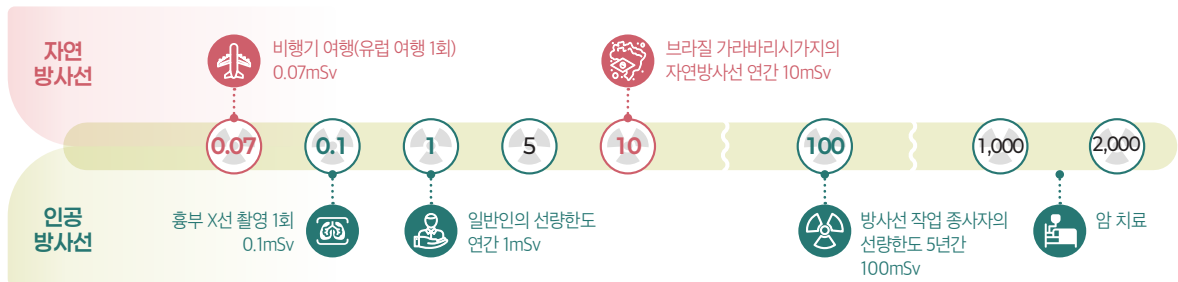 자연
방사선
비행기 여행(유럽 여행 1회)
0.07mSv
브라질 가라바리시가지의
자연방사선 연간 10mSv
0.07
0.1
1
5
10
100
1,000
2,000
인공
방사선
흉부 X선 촬영 1회
0.1mSv
일반인의 선량한도
연간 1mSv
방사선 작업 종사자의
선량한도 5년간
100mSv
암 치료